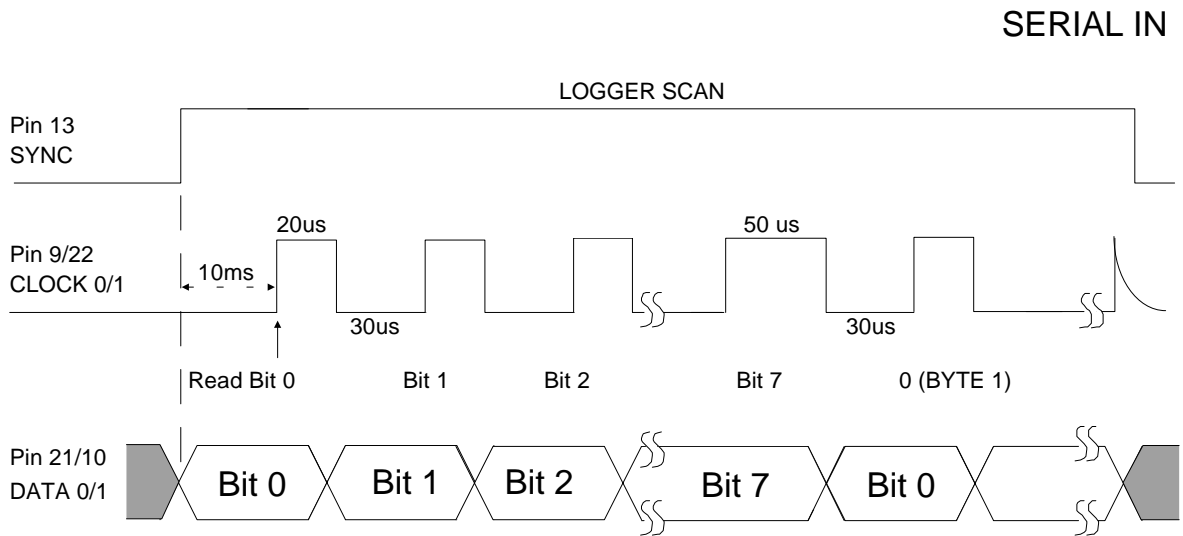 SERIAL IN
LOGGER SCAN
Pin 13
SYNC
20us
50 us
Pin 9/22
CLOCK 0/1
10ms
30us
30us
Read Bit 0
Bit 1
Bit 2
Bit 7
0 (BYTE 1)
Pin 21/10
DATA 0/1
Bit 0
Bit 1
Bit 2
Bit 7
Bit 0